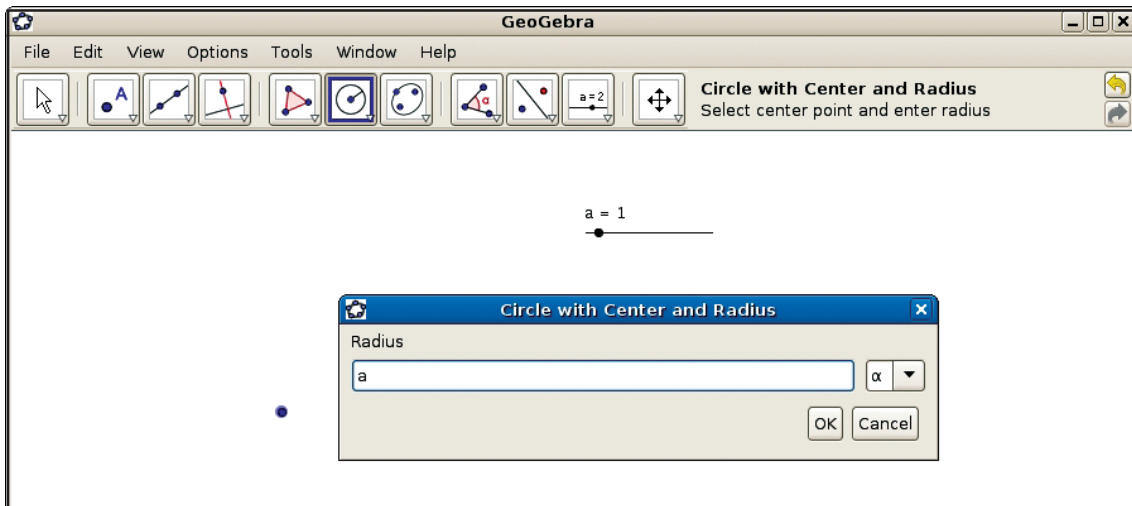 GeoGebra
File Edit View Options Tools Window Help
A
α
a=2
Circle with Center and Radius
Select center point and enter radius
a = 1
Circle with Center and Radius
Radius
a
α
OK Cancel